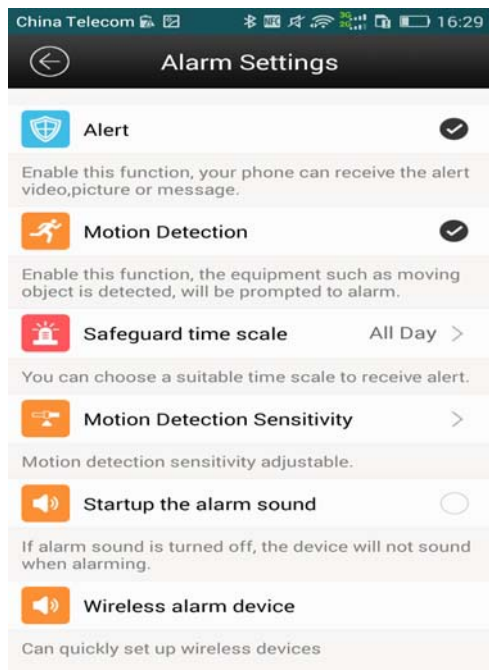 China Telecom 16:29
Alarm Settings
Alert
Enable this function, your phone can receive the alert
video,picture or message.
Motion Detection
Enable this function, the equipment such as moving
object is detected, will be prompted to alarm.
Safeguard time scale All Day >
You can choose a suitable time scale to receive alert.
Motion Detection Sensitivity >
Motion detection sensitivity adjustable.
Startup the alarm sound
If alarm sound is turned off, the device will not sound
when alarming.
Wireless alarm device
Can quickly set up wireless devices